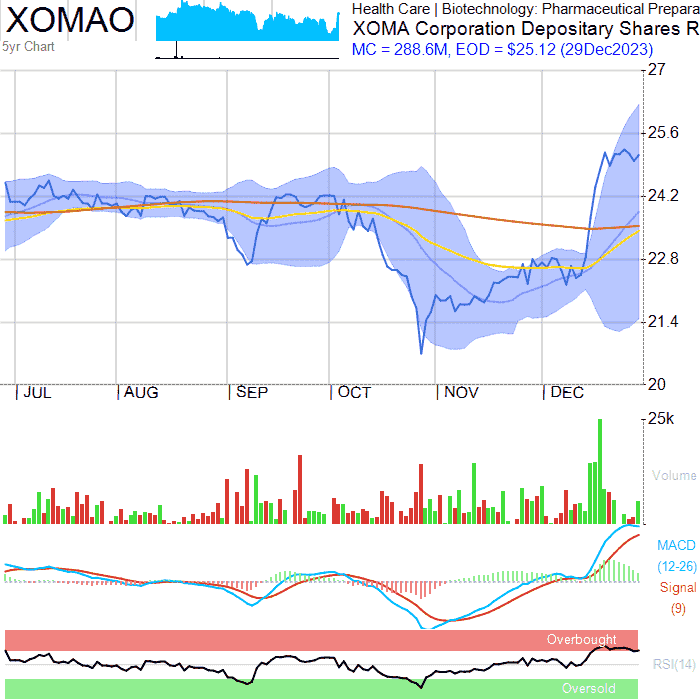 XOMAO
5yr Chart
Health Care | Biotechnology: Pharmaceutical Prepara
XOMA Corporation Depositary Shares R
MC = 288.6M, EOD = $25.12 (29Dec2023)
27
25.6
24.2
22.8
21.4
20
JUL AUG SEP OCT NOV DEC
25k
Volume
MACD
(12-26)
Signal
(9)
Overbought
RSI(14)
Oversold